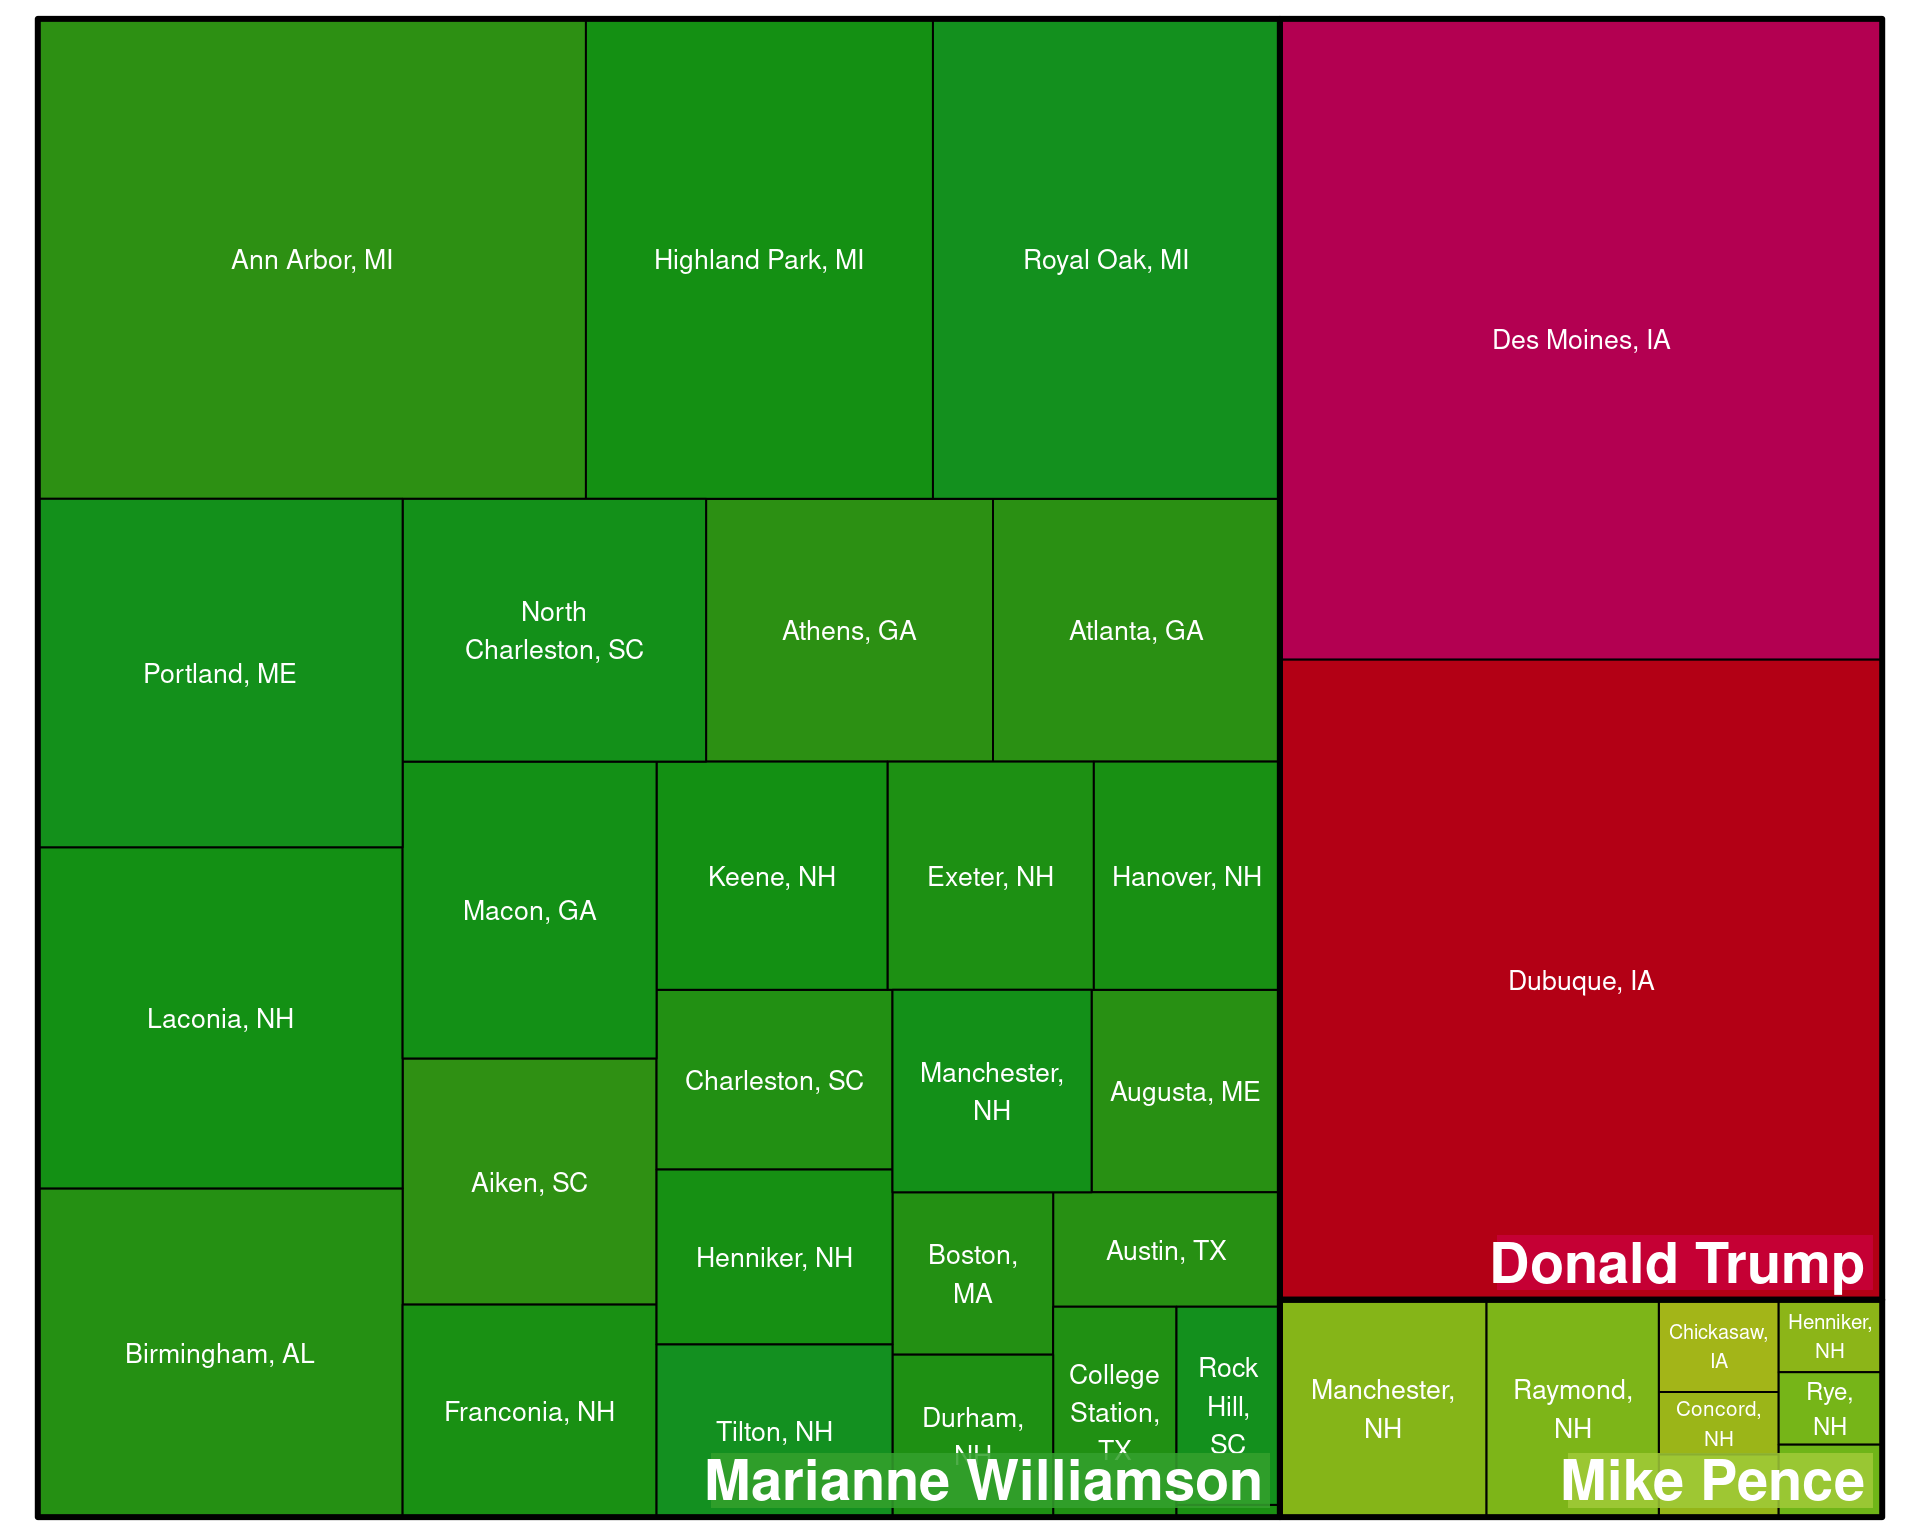 Ann Arbor, MI
Highland Park, MI
Royal Oak, MI
Des Moines, IA
Portland, ME
North
Charleston, SC
Athens, GA
Atlanta, GA
Macon, GA
Keene, NH
Exeter, NH
Hanover, NH
Dubuque, IA
Laconia, NH
Charleston, SC
Manchester,
NH
Augusta, ME
Aiken, SC
Henniker, NH
Boston,
MA
Austin, TX
Birmingham, AL
Franconia, NH
Tilton, NH
Durham,
NH
College
Station,
TX
Rock
Hill,
SC
Marianne Williamson
Donald Trump
Manchester,
NH
Raymond,
NH
Chickasaw,
IA
Concord,
NH
Henniker,
NH
Rye,
NH
Mike Pence